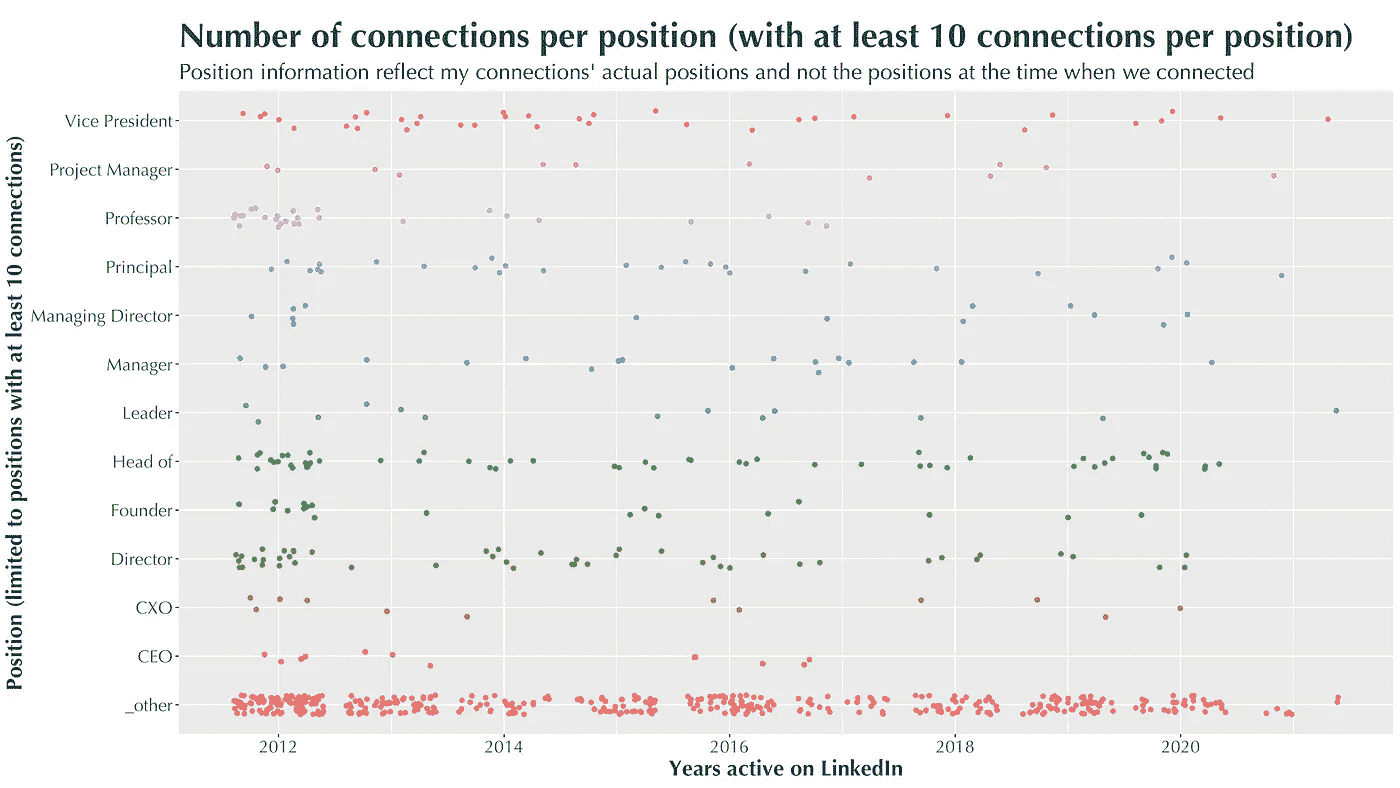 Number of connections per position (with at least 10 connections per position)
Position information reflect my connections' actual positions and not the positions at the time when we connected
Position (limited to positions with at least 10 connections)
Vice President
Project Manager
Professor
Principal
Managing Director
Manager
Leader
Head of
Founder
Director
CXO
CEO
_other
2012 2014 2016 2018 2020
Years active on LinkedIn